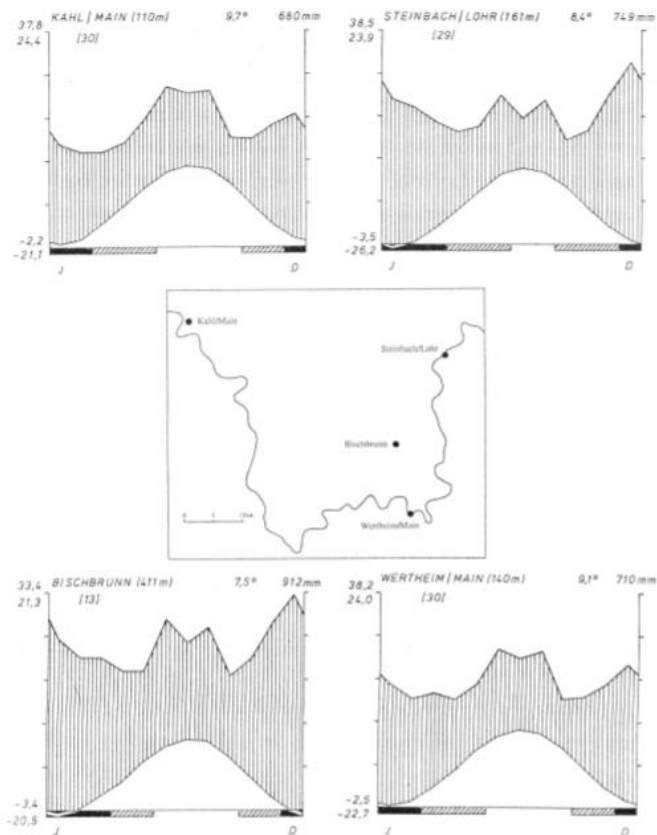 KAHL / MAIN (110m) 9,7° 680mm
[30]
37,8
24,4
-2,2
-21,1
J D
STEINBACH / LOHR (161m) 8,4° 749mm
[29]
38,5
23,9
-3,5
-26,2
J D
Kahl/Main
Steinbach/Lohr
Bischbrunn
Wertheim/Main
0
BISCHBRUNN (411m) 7,5° 912mm
[13]
33,4
21,3
-3,4
-20,5
J D
WERTHEIM / MAIN (140m) 9,1° 710mm
[30]
38,2
24,0
-2,5
-22,7
J D